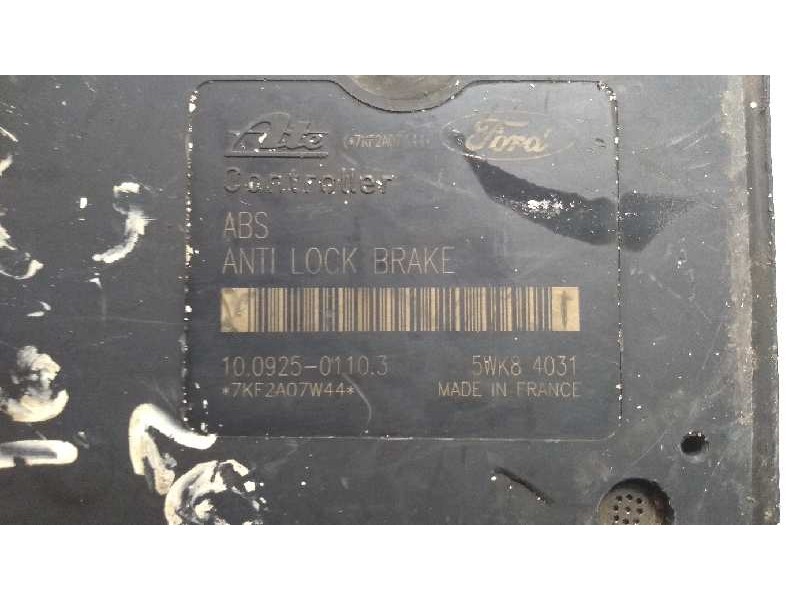 Ate Ford
Controller
ABS
ANTI LOCK BRAKE
10.0925-0110.3 5WK8 4031
*7KF2A07W44* MADE IN FRANCE